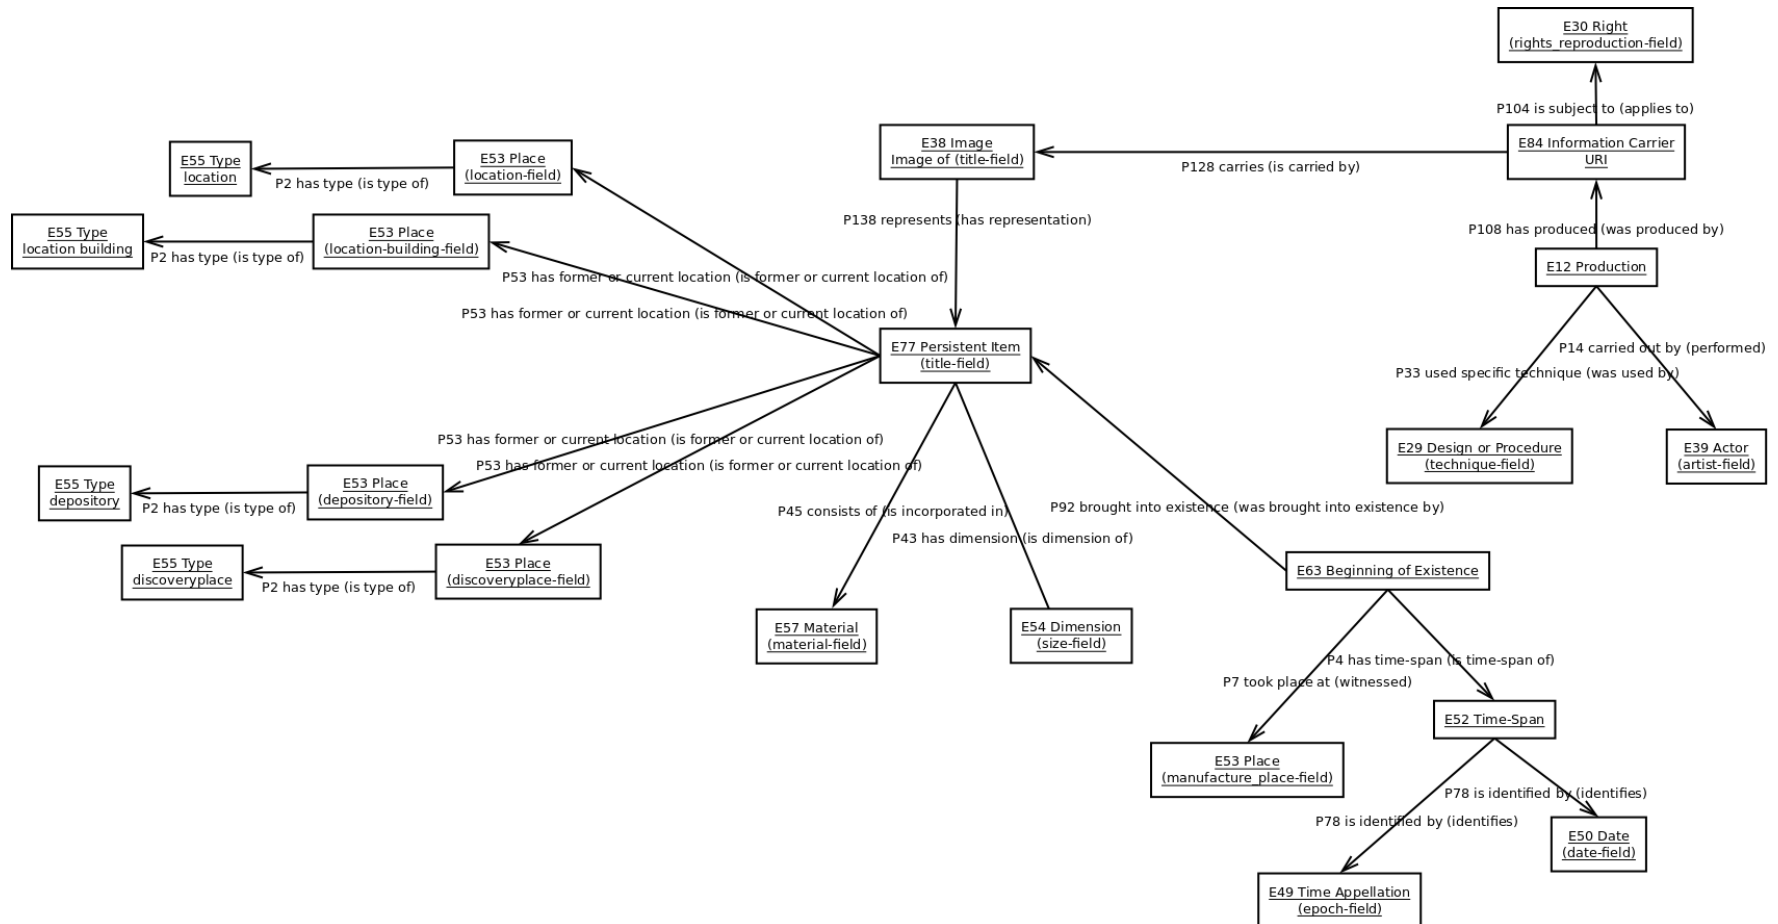 E30 Right
(rights_reproduction-field)
P104 is subject to (applies to)
E38 Image
Image of (title-field)
E84 Information Carrier
URI
P128 carries (is carried by)
E55 Type
location
E53 Place
(location-field)
P2 has type (is type of)
E55 Type
location building
E53 Place
(location-building-field)
P2 has type (is type of)
P138 represents (has representation)
P108 has produced (was produced by)
E12 Production
P53 has former or current location (is former or current location of)
P53 has former or current location (is former or current location of)
E77 Persistent Item
(title-field)
P14 carried out by (performed)
P33 used specific technique (was used by)
E29 Design or Procedure
(technique-field)
E39 Actor
(artist-field)
P53 has former or current location (is former or current location of)
P53 has former or current location (is former or current location of)
E55 Type
depository
E53 Place
(depository-field)
P2 has type (is type of)
P45 consists of (is incorporated in)
P92 brought into existence (was brought into existence by)
P43 has dimension (is dimension of)
E55 Type
discoveryplace
E53 Place
(discoveryplace-field)
P2 has type (is type of)
E63 Beginning of Existence
E57 Material
(material-field)
E54 Dimension
(size-field)
P4 has time-span (is time-span of)
P7 took place at (witnessed)
E52 Time-Span
E53 Place
(manufacture_place-field)
P78 is identified by (identifies)
P78 is identified by (identifies)
E50 Date
(date-field)
E49 Time Appellation
(epoch-field)